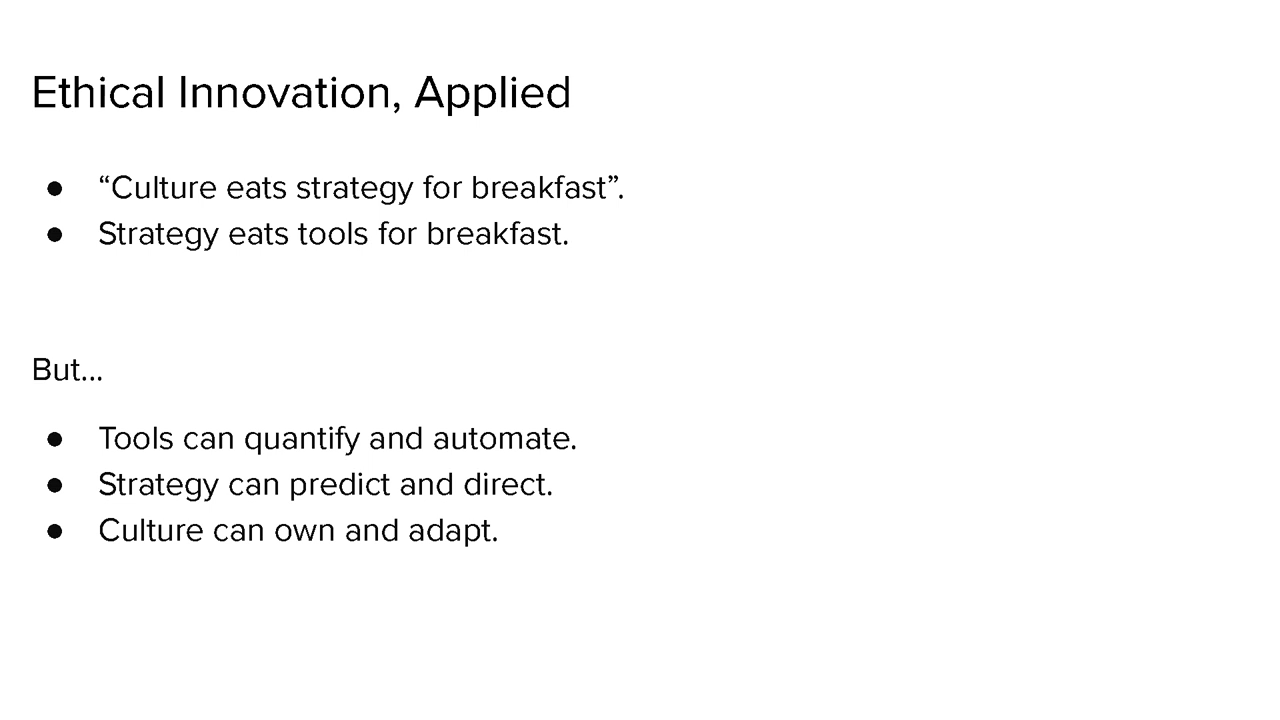 Ethical Innovation, Applied
● “Culture eats strategy for breakfast”.
● Strategy eats tools for breakfast.
But...
● Tools can quantify and automate.
● Strategy can predict and direct.
● Culture can own and adapt.